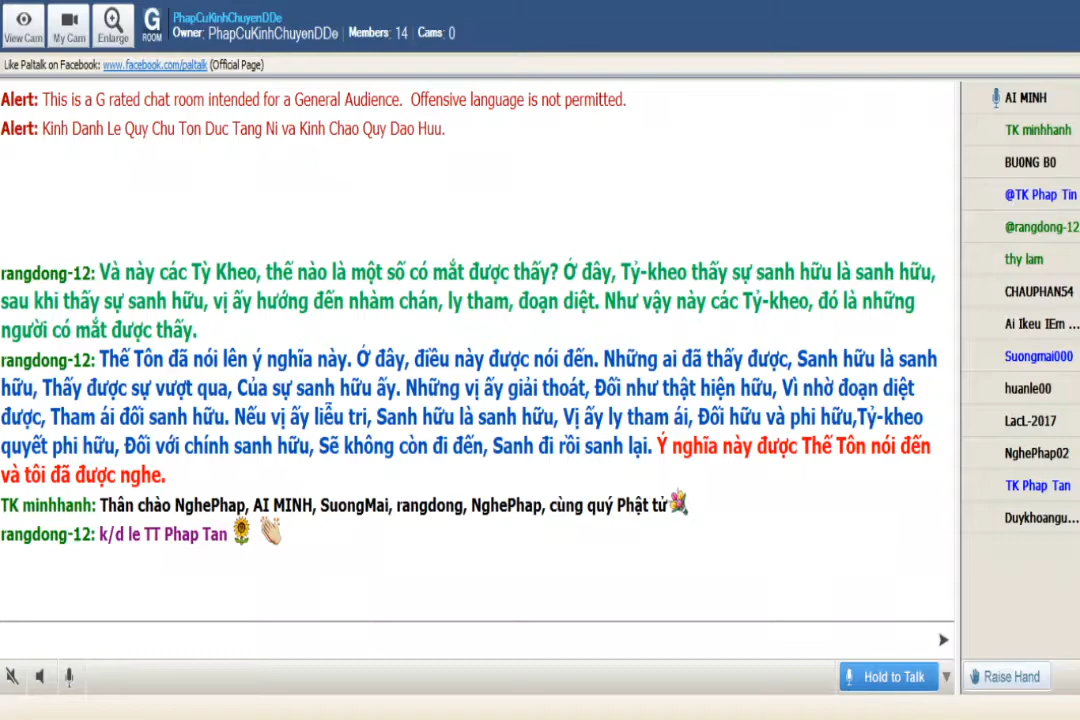 View Cam
My Cam
Enlarge
G
ROOM
PhapCuKinhChuyenDDe
Owner: PhapCuKinhChuyenDDe Members: 14 Cams: 0
Like Paltalk on Facebook: www.facebook.com/paltalk (Official Page)
Alert: This is a G rated chat room intended for a General Audience. Offensive language is not permitted.
Alert: Kinh Danh Le Quy Chu Ton Duc Tang Ni va Kinh Chao Quy Dao Huu.
rangdong-12: Và này các Tỳ Kheo, thế nào là một số có mắt được thấy? Ở đây, Tỷ-kheo thấy sự sanh hữu là sanh hữu,
sau khi thấy sự sanh hữu, vị ấy hướng đến nhàm chán, ly tham, đoạn diệt. Như vậy này các Tỷ-kheo, đó là những
người có mắt được thấy.
rangdong-12: Thế Tôn đã nói lên ý nghĩa này. Ở đây, điều này được nói đến. Những ai đã thấy được, Sanh hữu là sanh
hữu, Thấy được sự vượt qua, Của sự sanh hữu ấy. Những vị ấy giải thoát, Đối như thật hiện hữu, Vì nhờ đoạn diệt
được, Tham ái đối sanh hữu. Nếu vị ấy liễu tri, Sanh hữu là sanh hữu, Vị ấy ly tham ái, Đối hữu và phi hữu,Tỷ-kheo
quyết phi hữu, Đối với chính sanh hữu, Sẽ không còn đi đến, Sanh đi rồi sanh lại. Ý nghĩa này được Thế Tôn nói đến
và tôi đã được nghe.
TK minhhanh: Thân chào NghePhap, AI MINH, SuongMai, rangdong, NghePhap, cùng quý Phật tử
rangdong-12: k/d le TT Phap Tan
AI MINH
TK minhhanh
BUONG BO
@TK Phap Tin
@rangdong-12
thy lam
CHAUPHAN54
Ai Ikeu IEm ...
Suongmai000
huanle00
LacL-2017
NghePhap02
TK Phap Tan
Duykhoangu...
Hold to Talk
Raise Hand